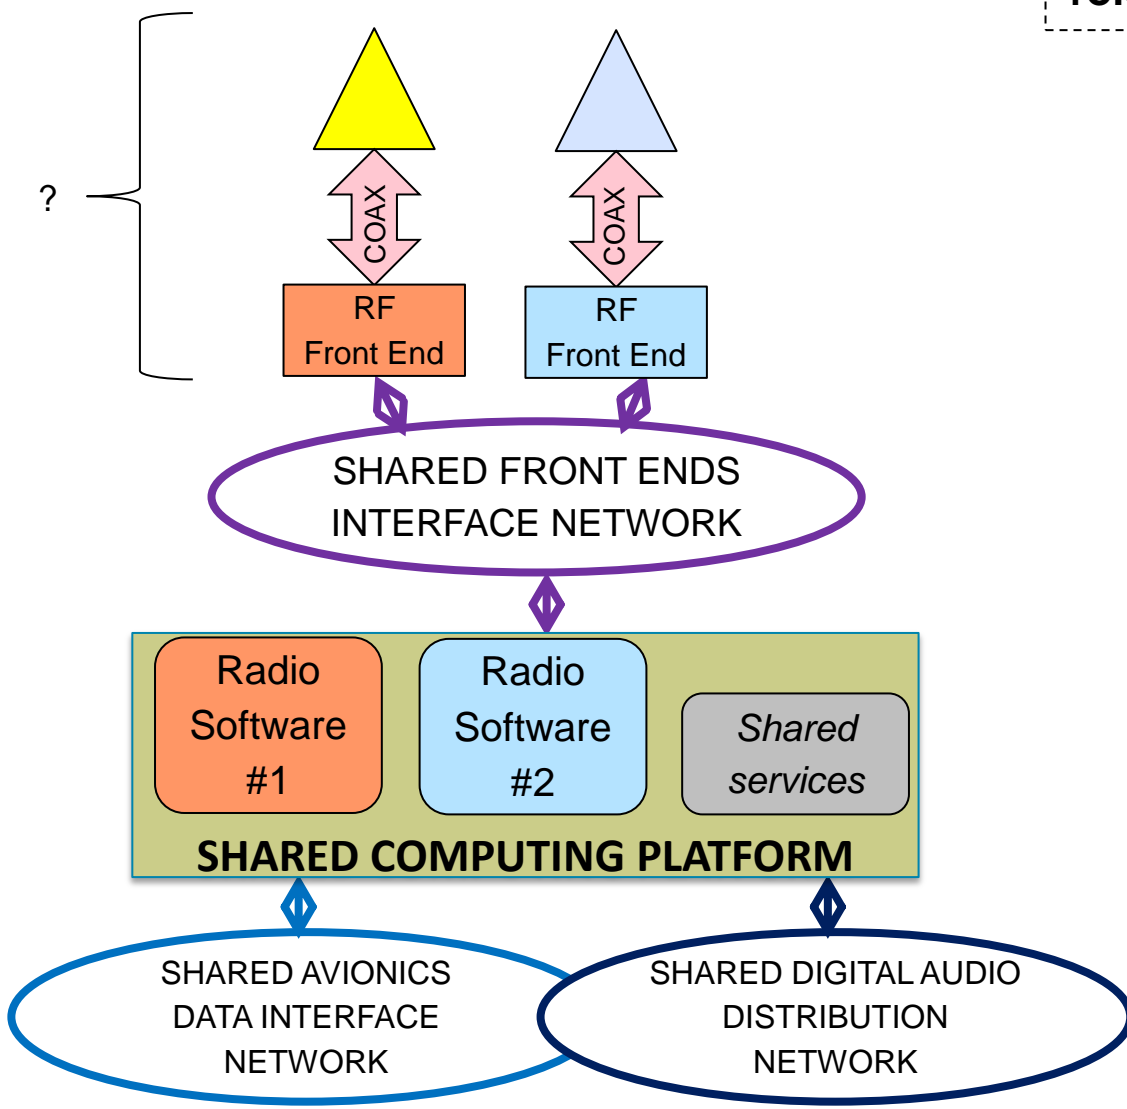 ?
COAX
COAX
RF
Front End
RF
Front End
SHARED FRONT ENDS
INTERFACE NETWORK
Radio
Software
#1
Radio
Software
#2
Shared
services
SHARED COMPUTING PLATFORM
SHARED AVIONICS
DATA INTERFACE
NETWORK
SHARED DIGITAL AUDIO
DISTRIBUTION
NETWORK